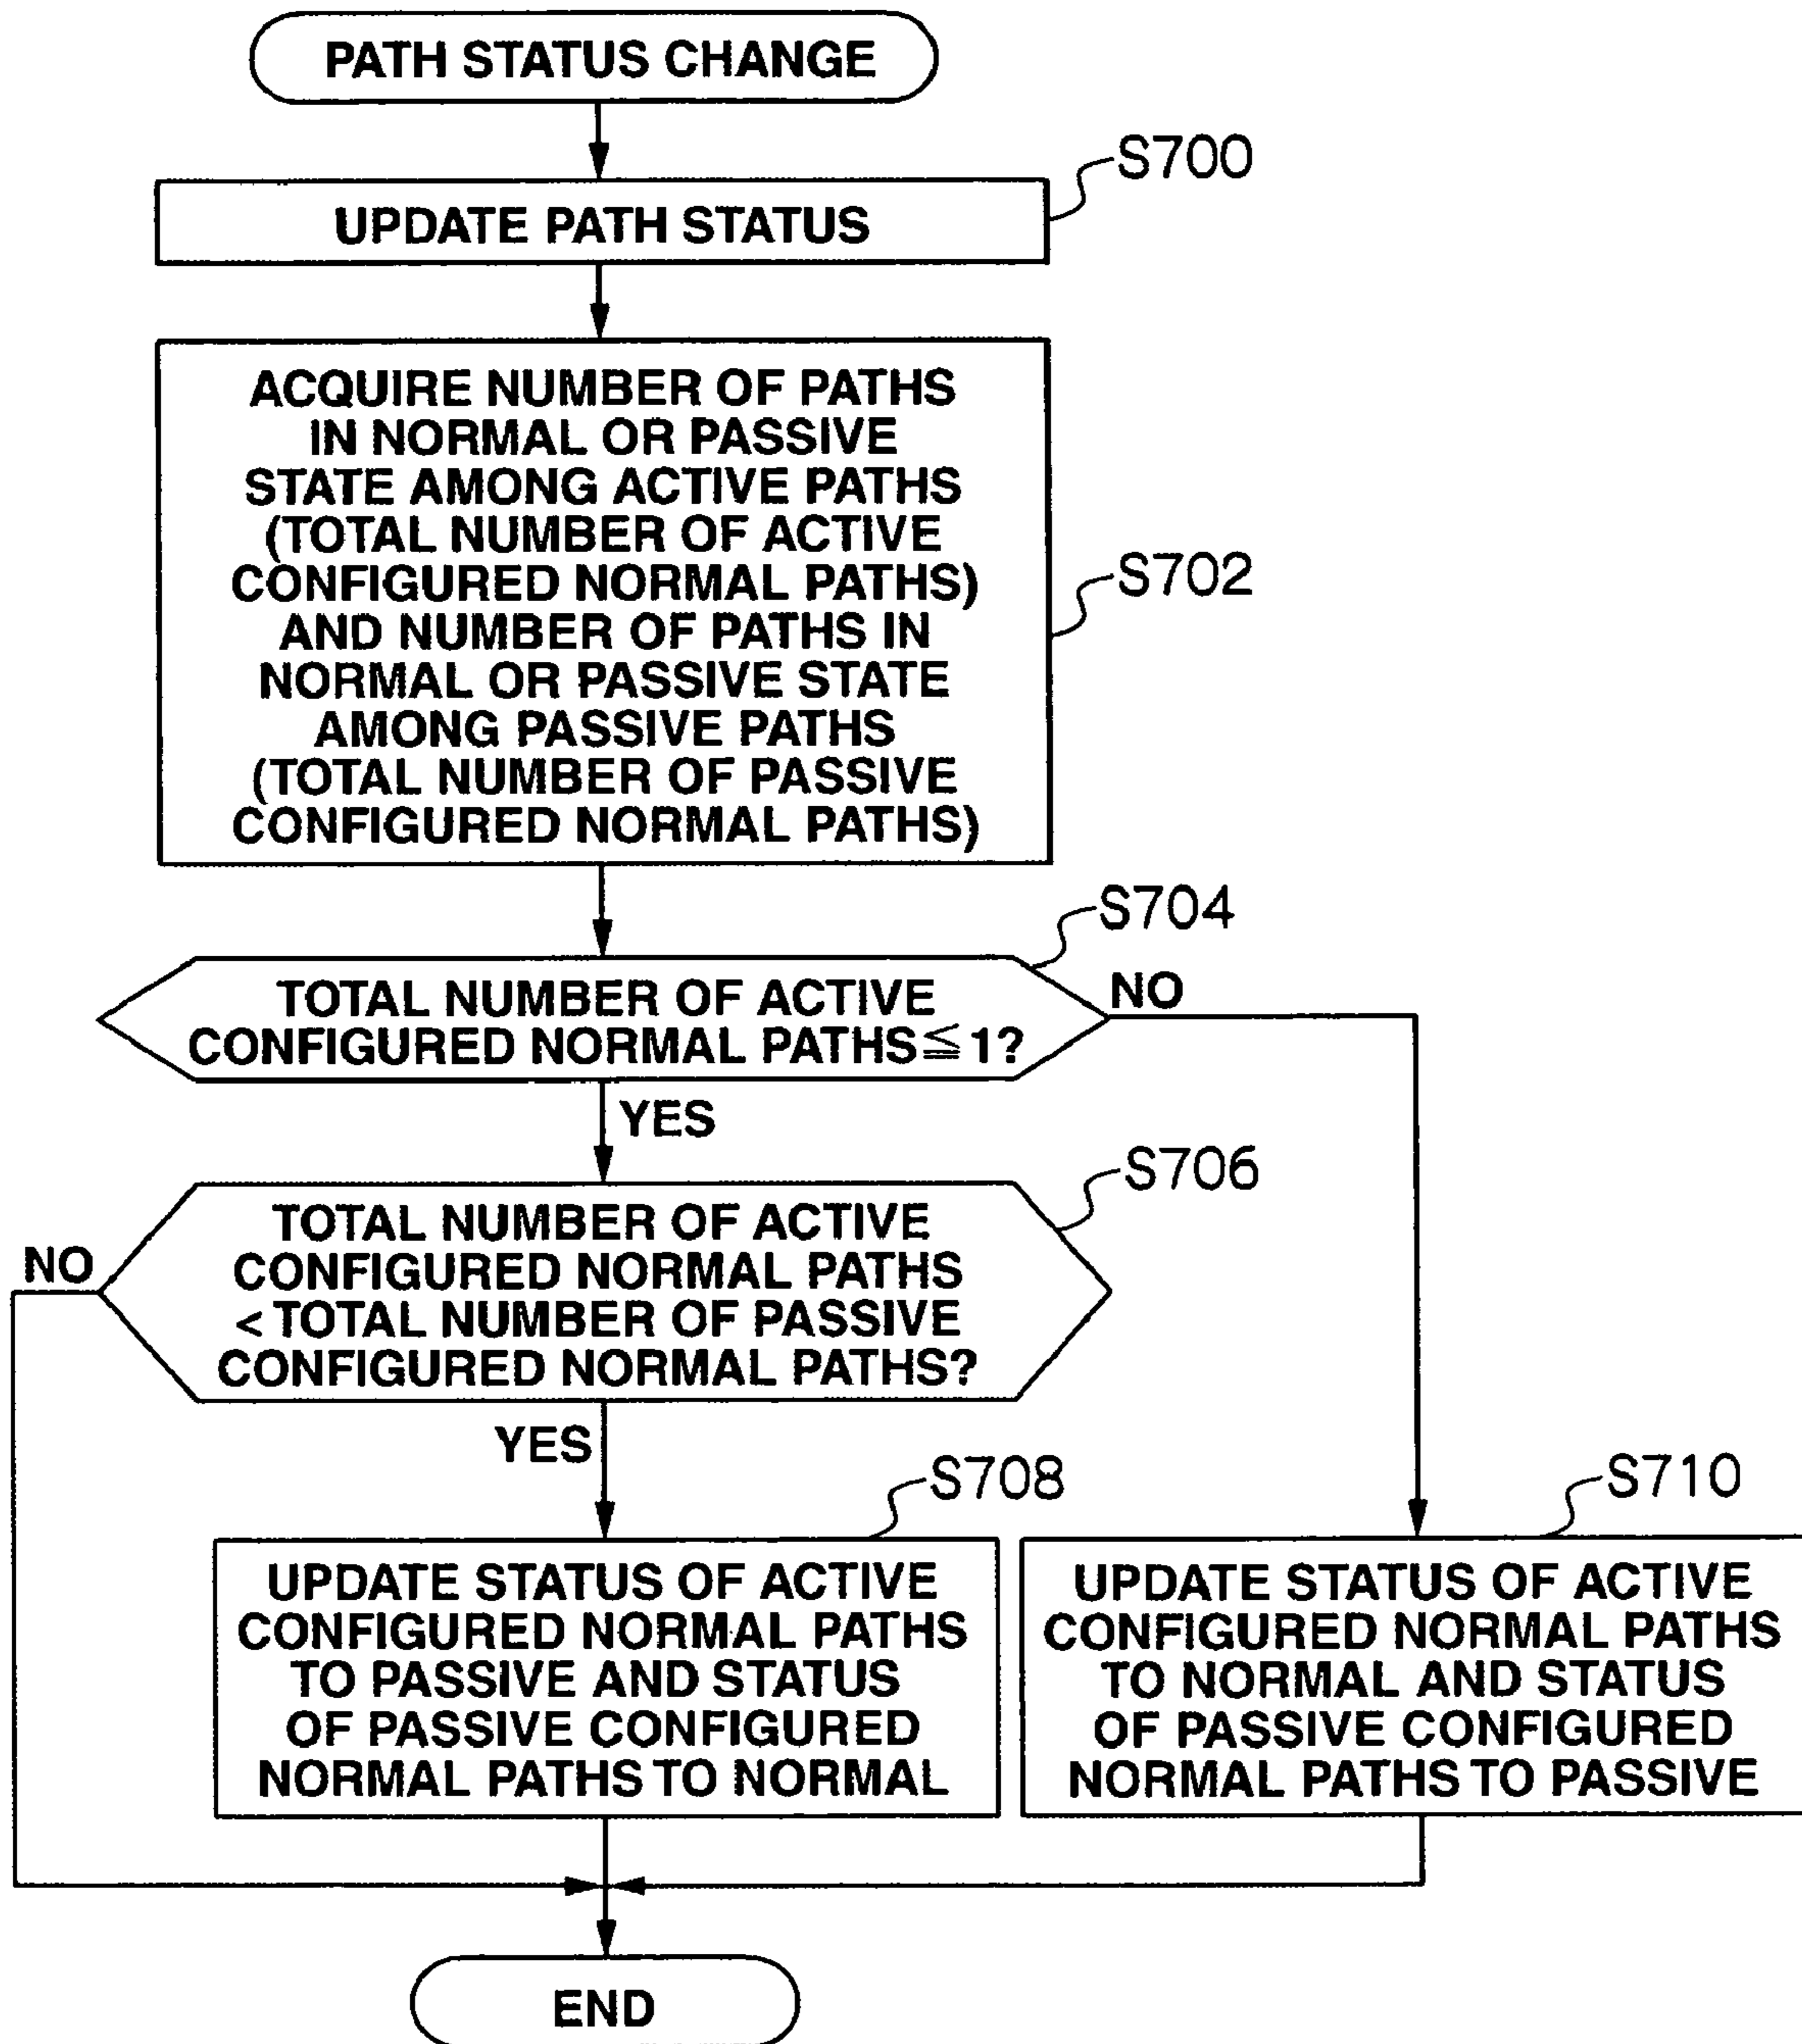 PATH STATUS CHANGE
S700
UPDATE PATH STATUS
ACQUIRE NUMBER OF PATHS
IN NORMAL OR PASSIVE
STATE AMONG ACTIVE PATHS
(TOTAL NUMBER OF ACTIVE
CONFIGURED NORMAL PATHS)
AND NUMBER OF PATHS IN
NORMAL OR PASSIVE STATE
AMONG PASSIVE PATHS
(TOTAL NUMBER OF PASSIVE
CONFIGURED NORMAL PATHS)
S702
S704
TOTAL NUMBER OF ACTIVE
CONFIGURED NORMAL PATHS≦1?
NO
YES
S706
TOTAL NUMBER OF ACTIVE
CONFIGURED NORMAL PATHS
< TOTAL NUMBER OF PASSIVE
CONFIGURED NORMAL PATHS?
NO
YES
S708
UPDATE STATUS OF ACTIVE
CONFIGURED NORMAL PATHS
TO PASSIVE AND STATUS
OF PASSIVE CONFIGURED
NORMAL PATHS TO NORMAL
S710
UPDATE STATUS OF ACTIVE
CONFIGURED NORMAL PATHS
TO NORMAL AND STATUS
OF PASSIVE CONFIGURED
NORMAL PATHS TO PASSIVE
END